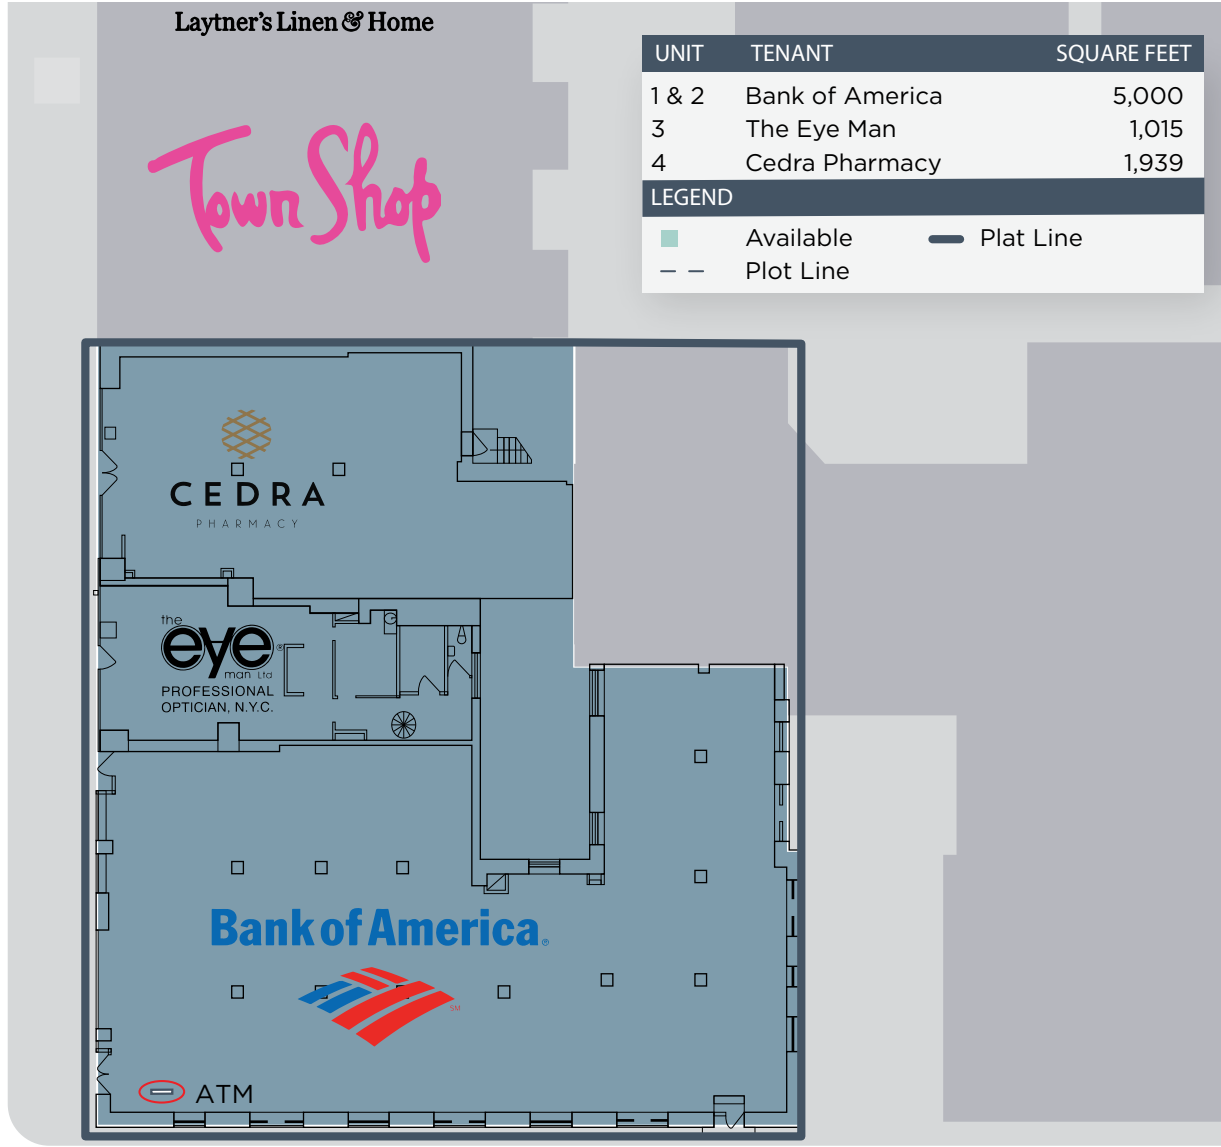 Laytner's Linen & Home
Town Shop
UNIT TENANT SQUARE FEET
1 & 2 Bank of America 5,000
3 The Eye Man 1,015
4 Cedra Pharmacy 1,939
LEGEND
Available
Plat Line
Plot Line
CEDRA
PHARMACY
the
eye®
man Ltd
PROFESSIONAL
OPTICIAN, N.Y.C.
Bank of America®
SM
ATM